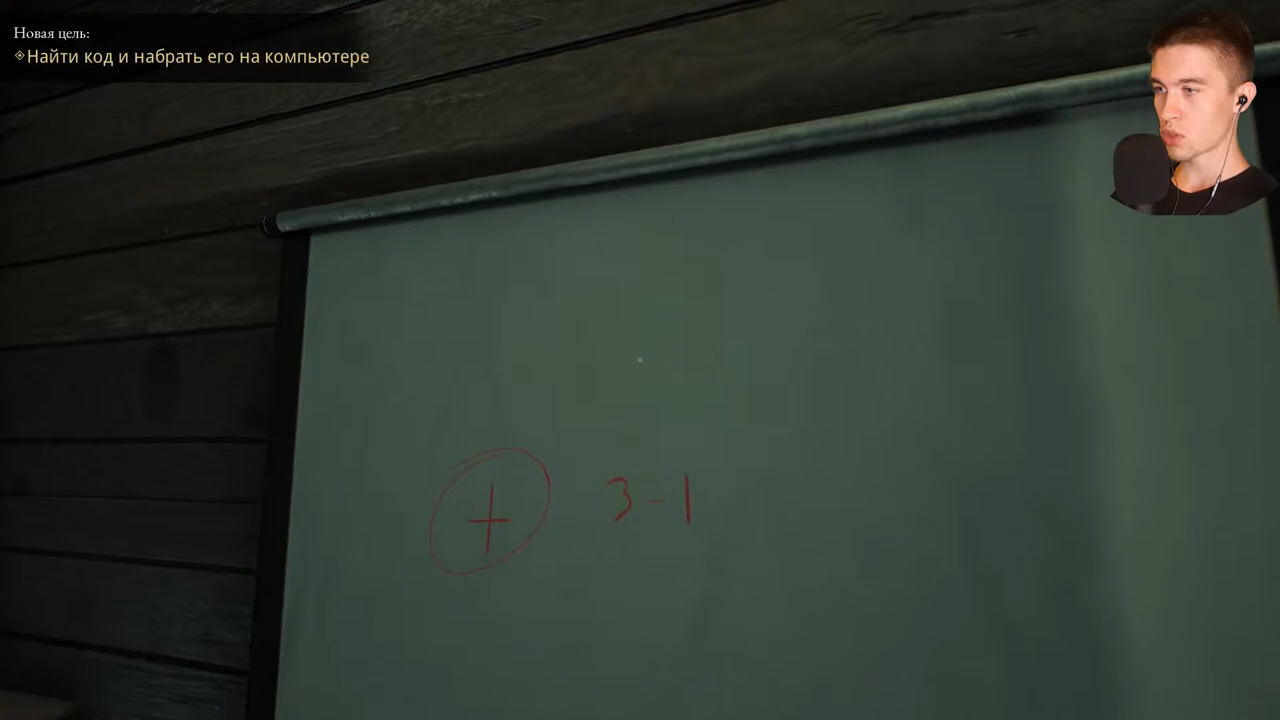 Новая цель:
Найти код и набрать его на компьютере
+ 3-1